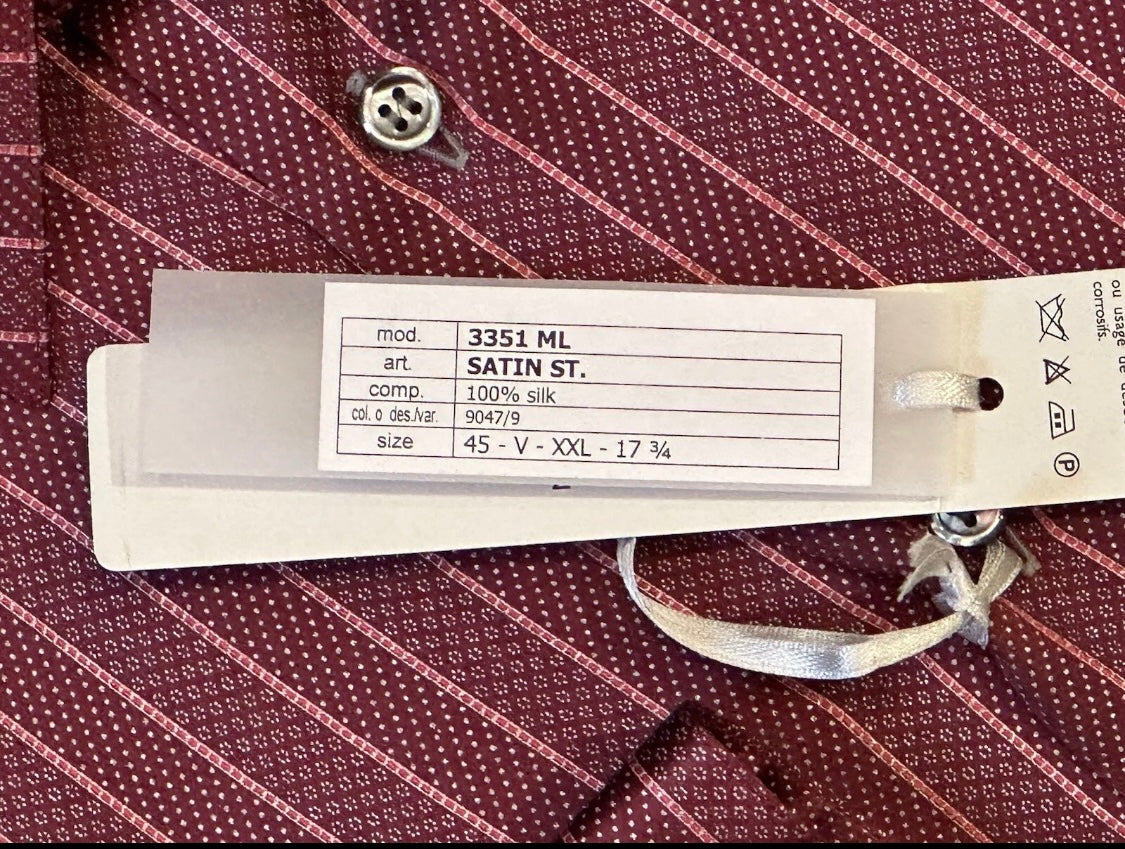 mod. 3351 ML
art. SATIN ST.
comp. 100% silk
col. o des./var. 9047/9
size 45 - V - XXL - 17 ¾
ou usage de
corrosifs.
P